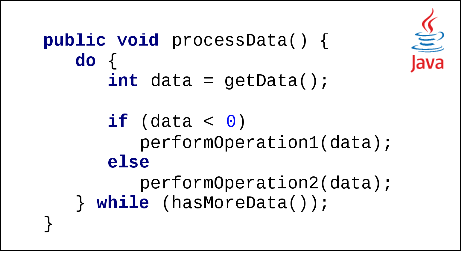 public void processData() {
   do {
      int data = getData();

      if (data < 0)
         performOperation1(data);
      else
         performOperation2(data);
   } while (hasMoreData());
}
Java